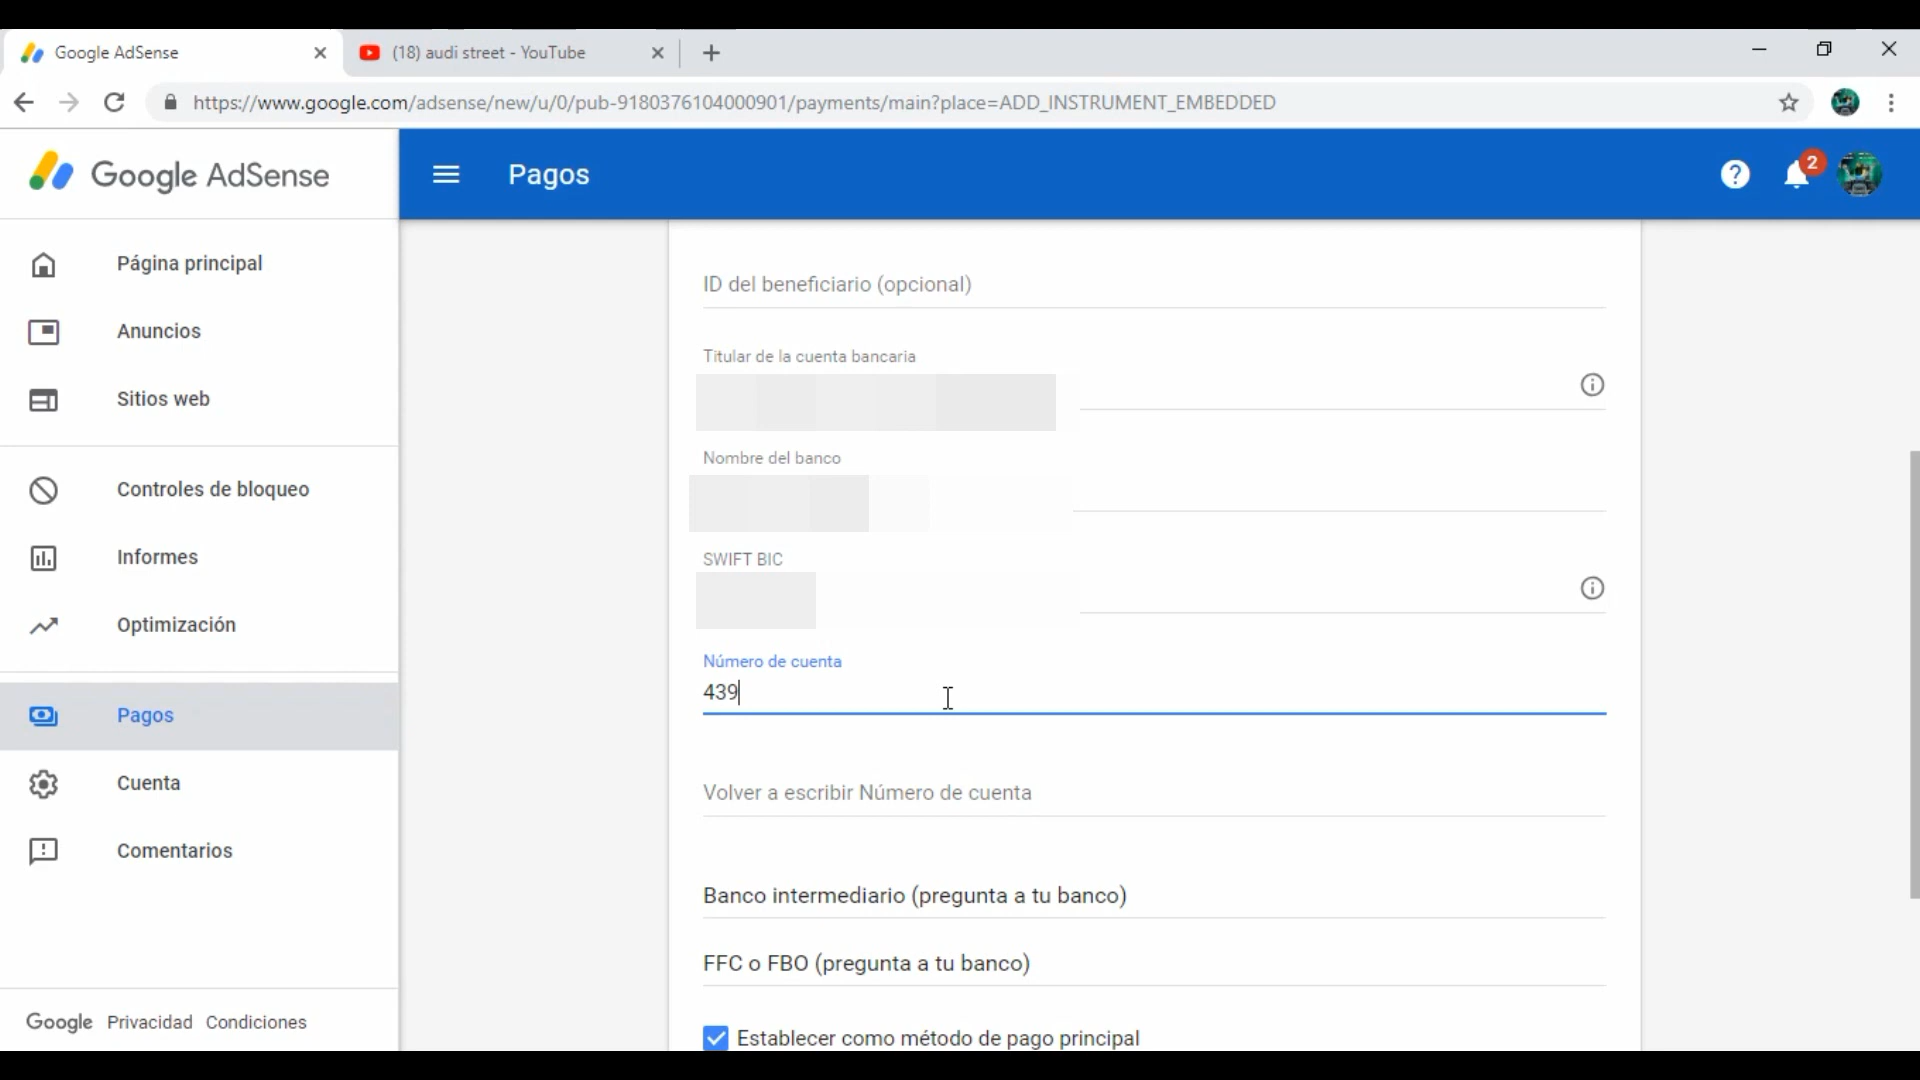 Google AdSense
(18) audi street - YouTube
https://www.google.com/adsense/new/u/0/pub-9180376104000901/payments/main?place=ADD_INSTRUMENT_EMBEDDED
Google AdSense
Pagos
2
Página principal
Anuncios
Sitios web
Controles de bloqueo
Informes
Optimización
Pagos
Cuenta
Comentarios
Google Privacidad Condiciones
ID del beneficiario (opcional)
Titular de la cuenta bancaria
Nombre del banco
SWIFT BIC
Número de cuenta
439
Volver a escribir Número de cuenta
Banco intermediario (pregunta a tu banco)
FFC o FBO (pregunta a tu banco)
Establecer como método de pago principal